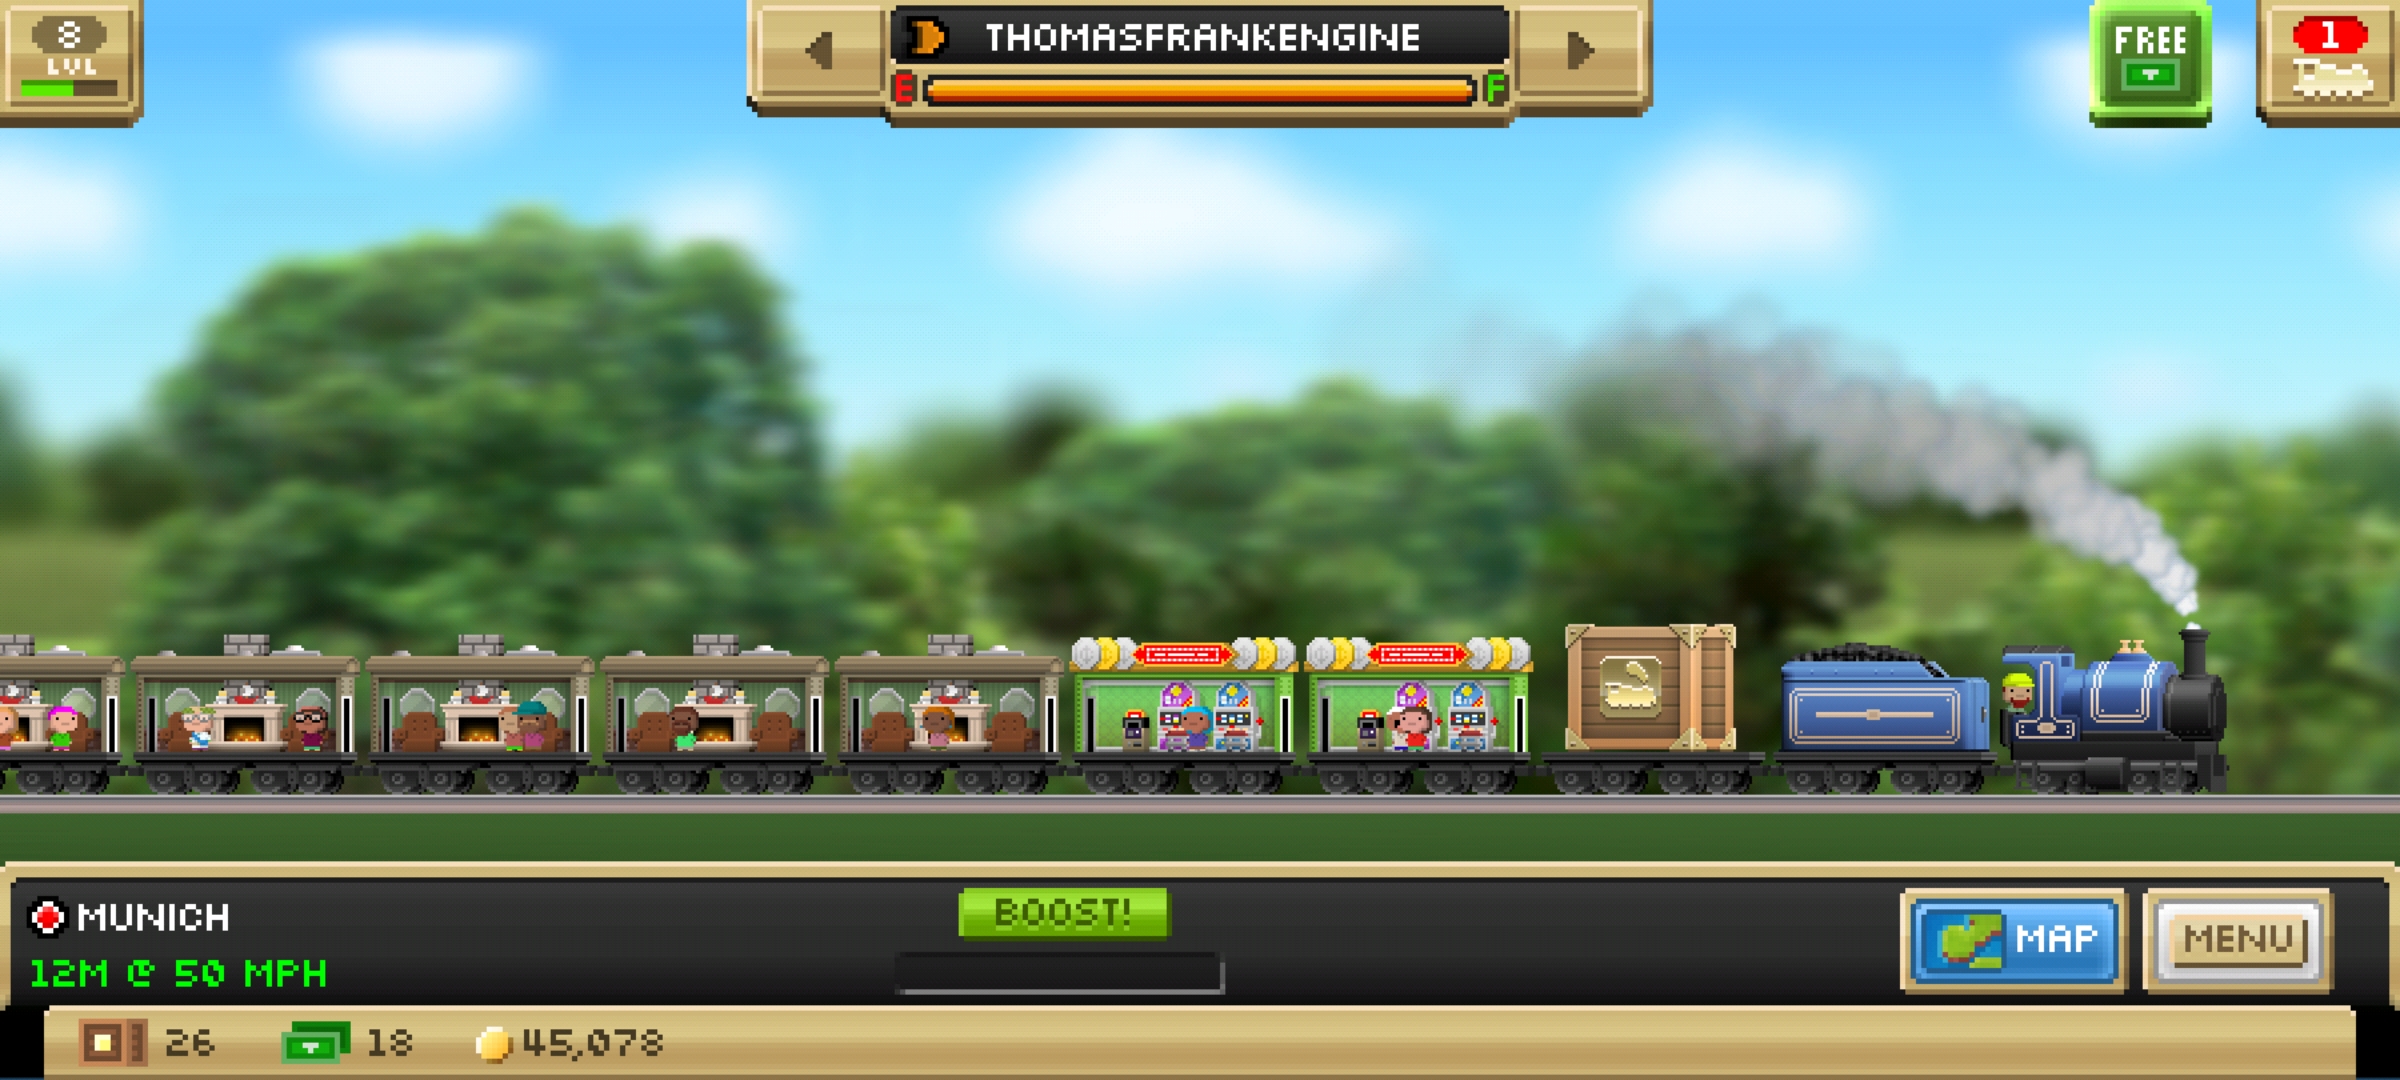 8
LVL
THOMASFRANKENGINE
E F
FREE
1
MUNICH
12M @ 50 MPH
BOOST!
MAP
MENU
26 18 45,078